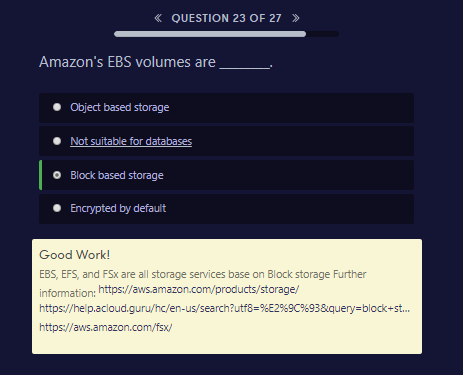 « QUESTION 23 OF 27 »
Amazon's EBS volumes are ________.
Object based storage
Not suitable for databases
Block based storage
Encrypted by default
Good Work!
EBS, EFS, and FSx are all storage services base on Block storage Further
information: https://aws.amazon.com/products/storage/
https://help.acloud.guru/hc/en-us/search?utf8=%E2%9C%93&query=block+st...
https://aws.amazon.com/fsx/